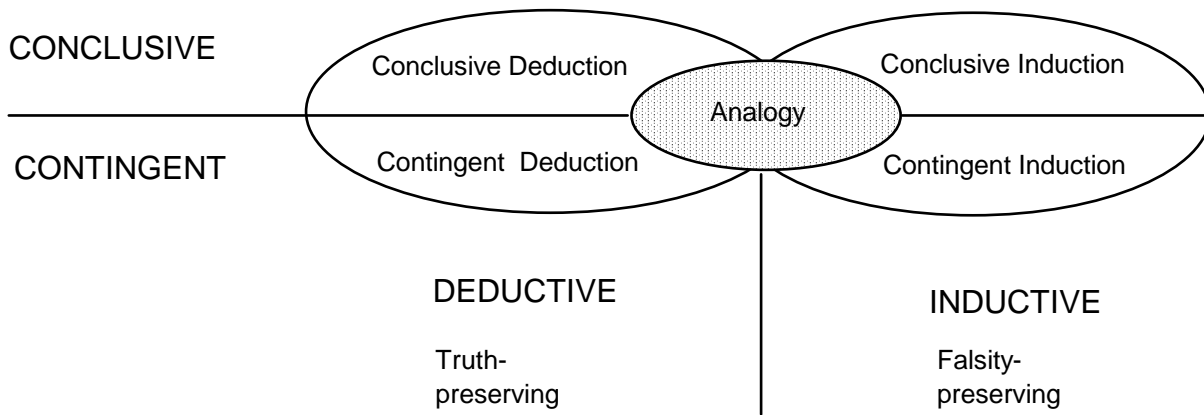 CONCLUSIVE
Conclusive Deduction
Conclusive Induction
Analogy
CONTINGENT
Contingent Deduction
Contingent Induction
DEDUCTIVE
INDUCTIVE
Truth-
preserving
Falsity-
preserving